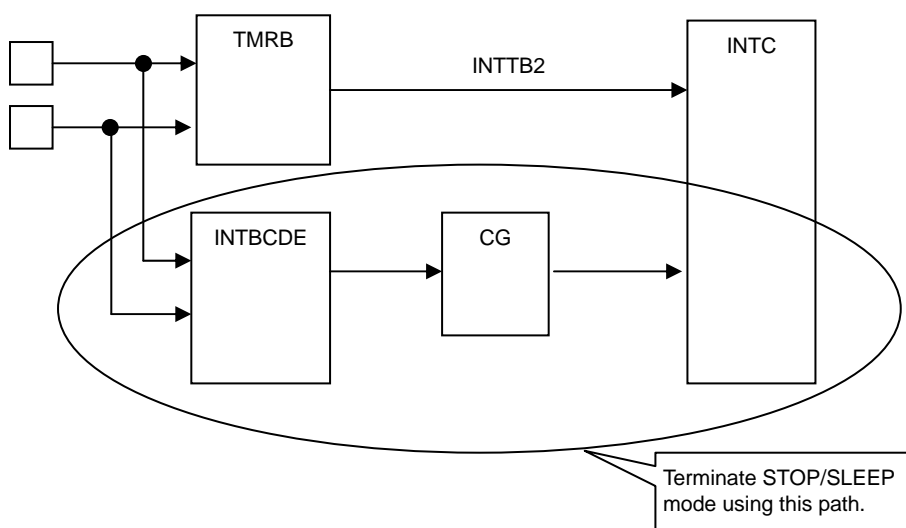 TMRB
INTC
INTTB2
INTBCDE
CG
Terminate STOP/SLEEP
mode using this path.